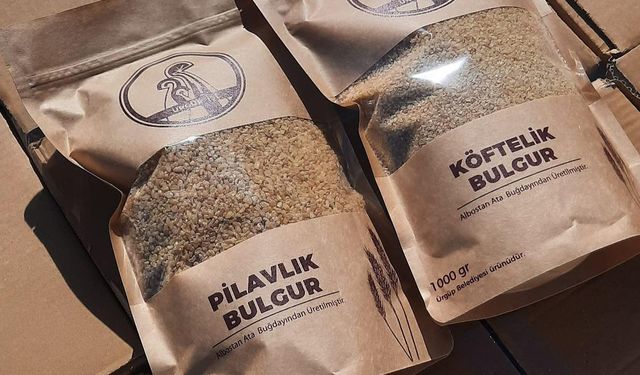 PİLAVLIK
BULGUR
Albostan Ata Buğdayından Üretilmiştir.
KÖFTELİK
BULGUR
Albostan Ata Buğdayından Üretilmiştir.
1000 gr
Ürgüp Belediyesi ürünüdür